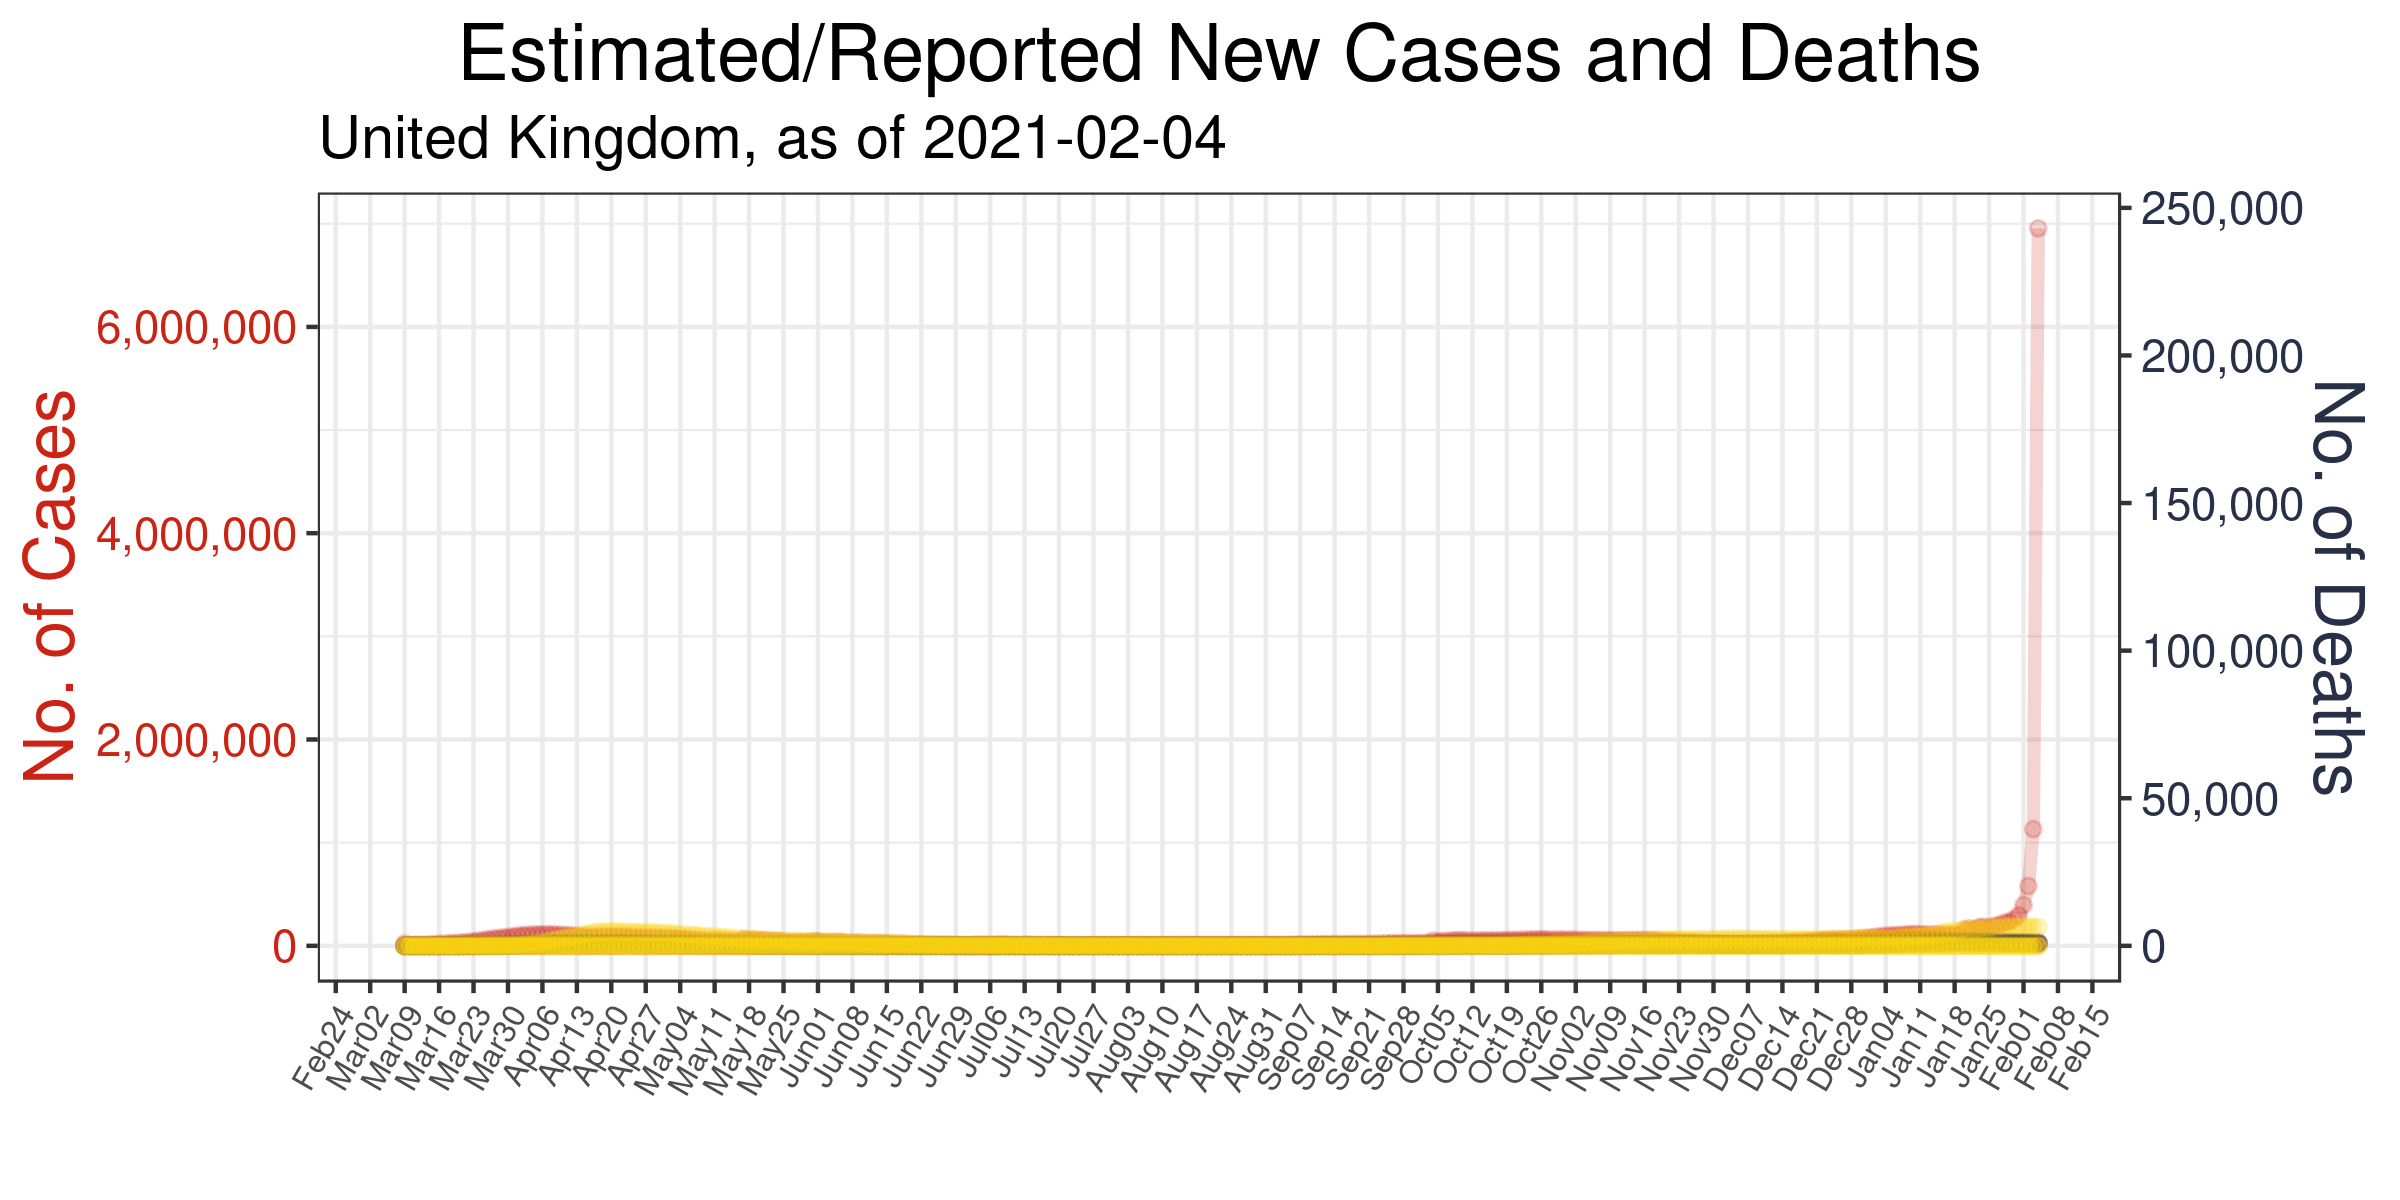 Estimated/Reported New Cases and Deaths
United Kingdom, as of 2021-02-04
No. of Cases
6,000,000
4,000,000
2,000,000
0
250,000
200,000
150,000
100,000
50,000
0
No. of Deaths
Feb24
Mar02
Mar09
Mar16
Mar23
Mar30
Apr06
Apr13
Apr20
Apr27
May04
May11
May18
May25
Jun01
Jun08
Jun15
Jun22
Jun29
Jul06
Jul13
Jul20
Jul27
Aug03
Aug10
Aug17
Aug24
Aug31
Sep07
Sep14
Sep21
Sep28
Oct05
Oct12
Oct19
Oct26
Nov02
Nov09
Nov16
Nov23
Nov30
Dec07
Dec14
Dec21
Dec28
Jan04
Jan11
Jan18
Jan25
Feb01
Feb08
Feb15